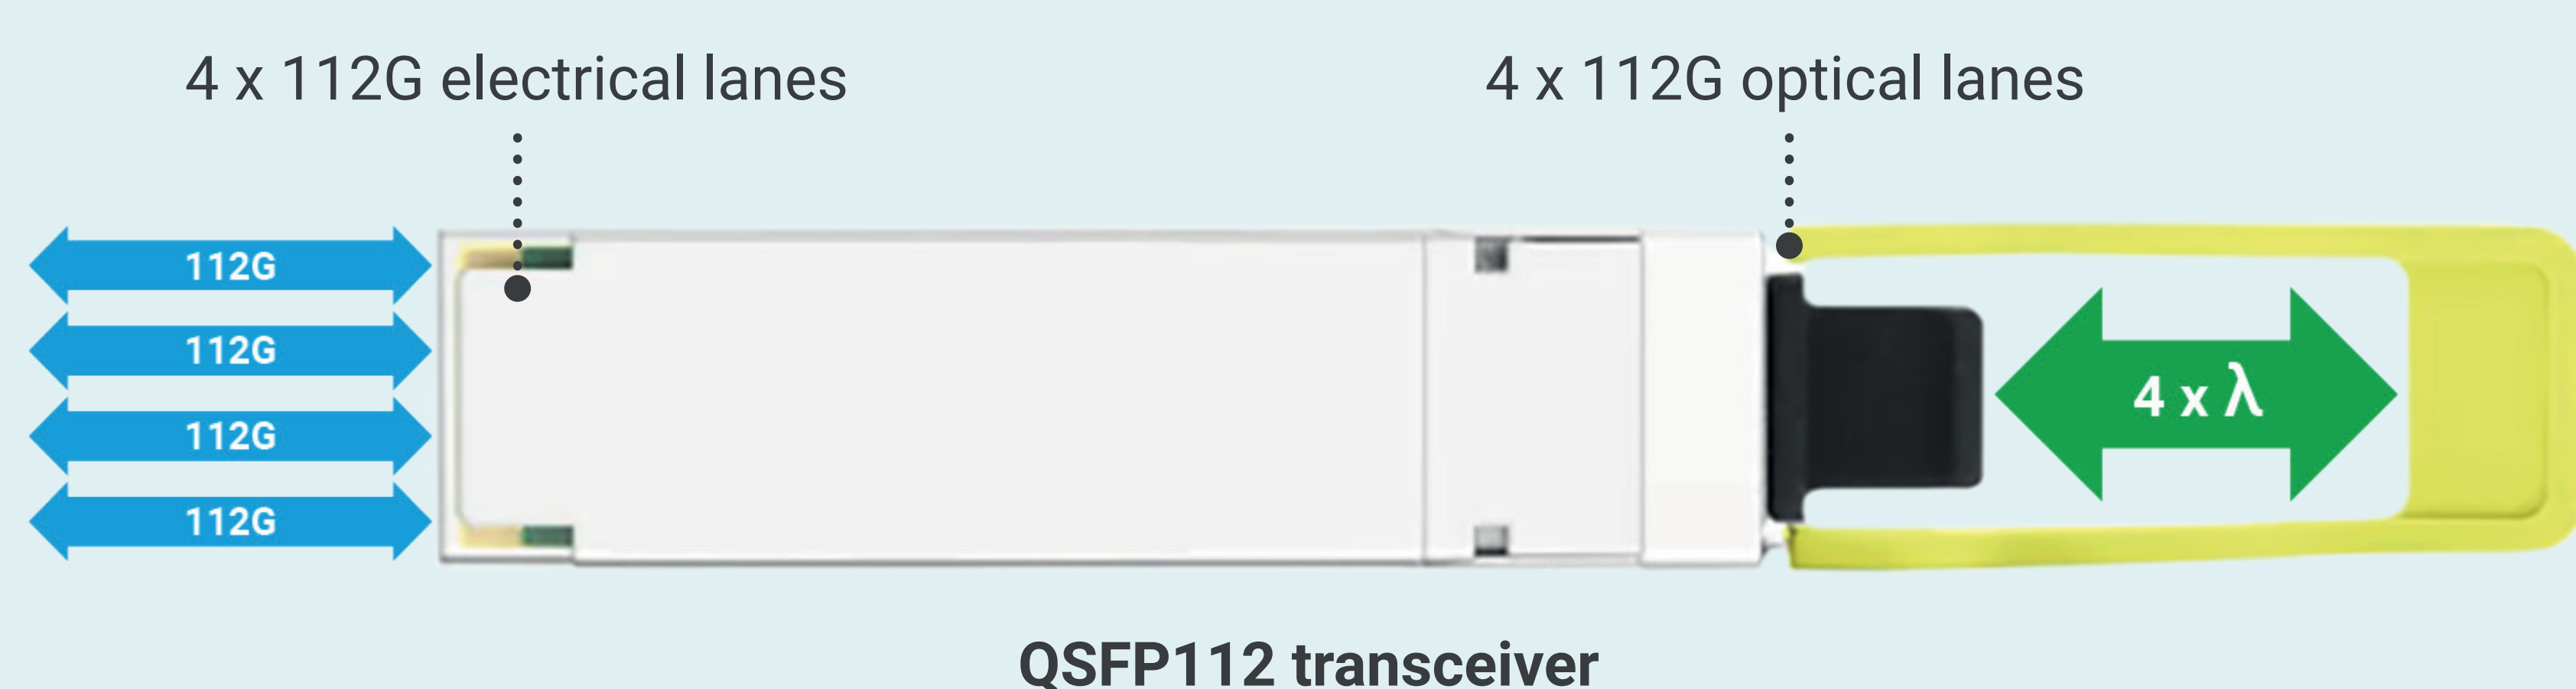 4 x 112G electrical lanes
4 x 112G optical lanes
112G
112G
112G
112G
4 x λ
QSFP112 transceiver